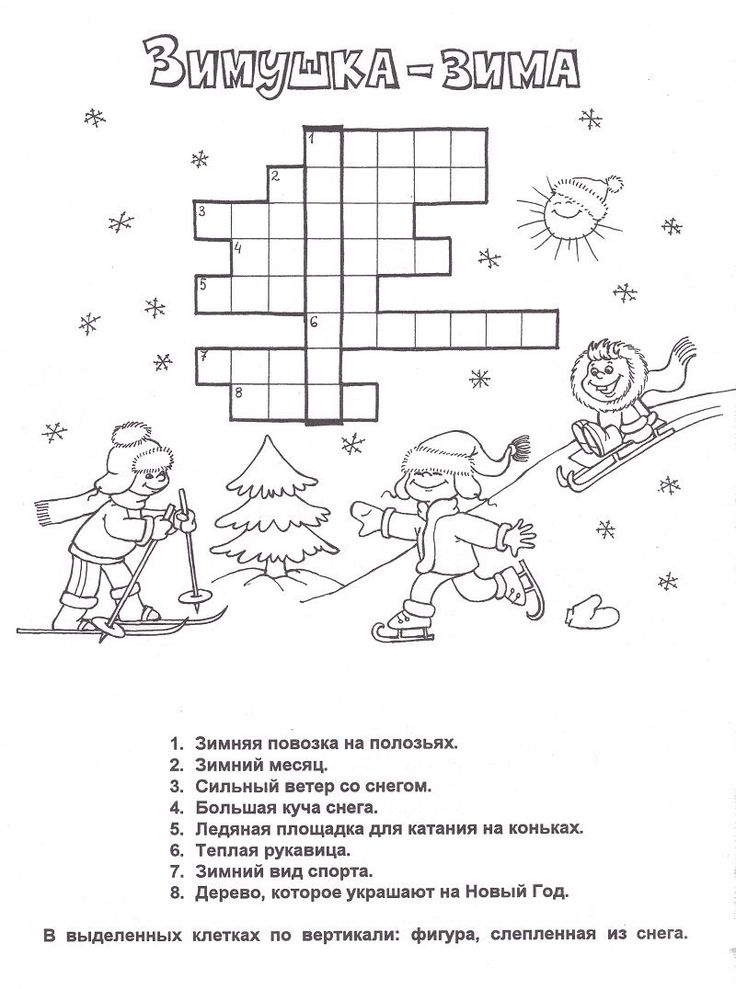 Зимушка-зима
1
2
3
4
5
6
7
8
1. Зимняя повозка на полозьях.
2. Зимний месяц.
3. Сильный ветер со снегом.
4. Большая куча снега.
5. Ледяная площадка для катания на коньках.
6. Теплая рукавица.
7. Зимний вид спорта.
8. Дерево, которое украшают на Новый Год.
В выделенных клетках по вертикали: фигура, слепленная из снега.